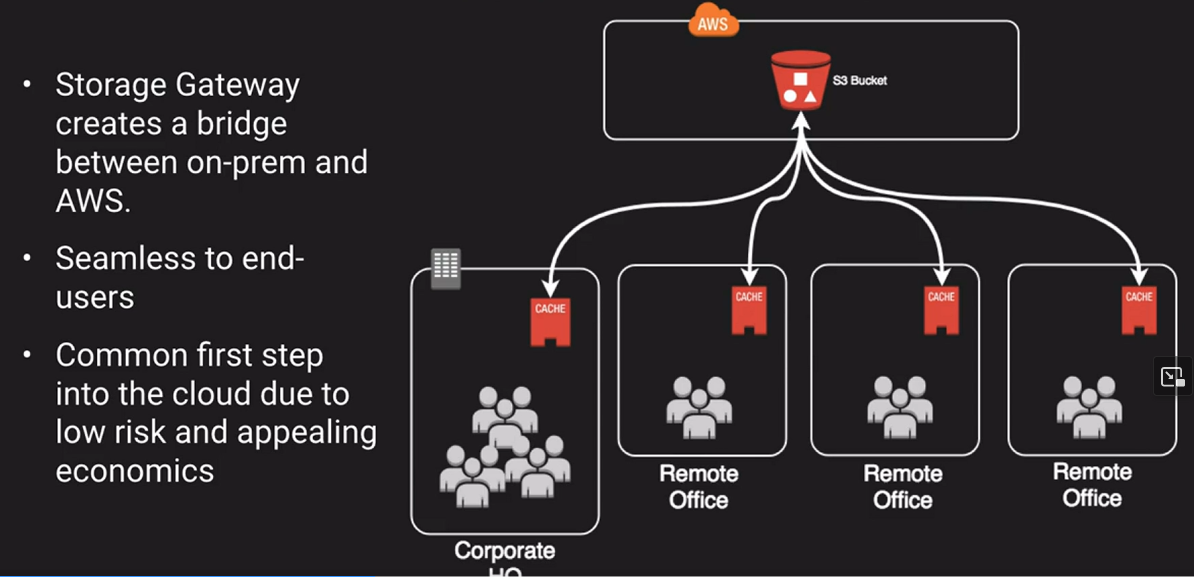 • Storage Gateway
creates a bridge
between on-prem and
AWS.
• Seamless to end-
users
• Common first step
into the cloud due to
low risk and appealing
economics
AWS
S3 Bucket
CACHE
CACHE
CACHE
CACHE
Remote
Office
Remote
Office
Remote
Office
Corporate
HQ